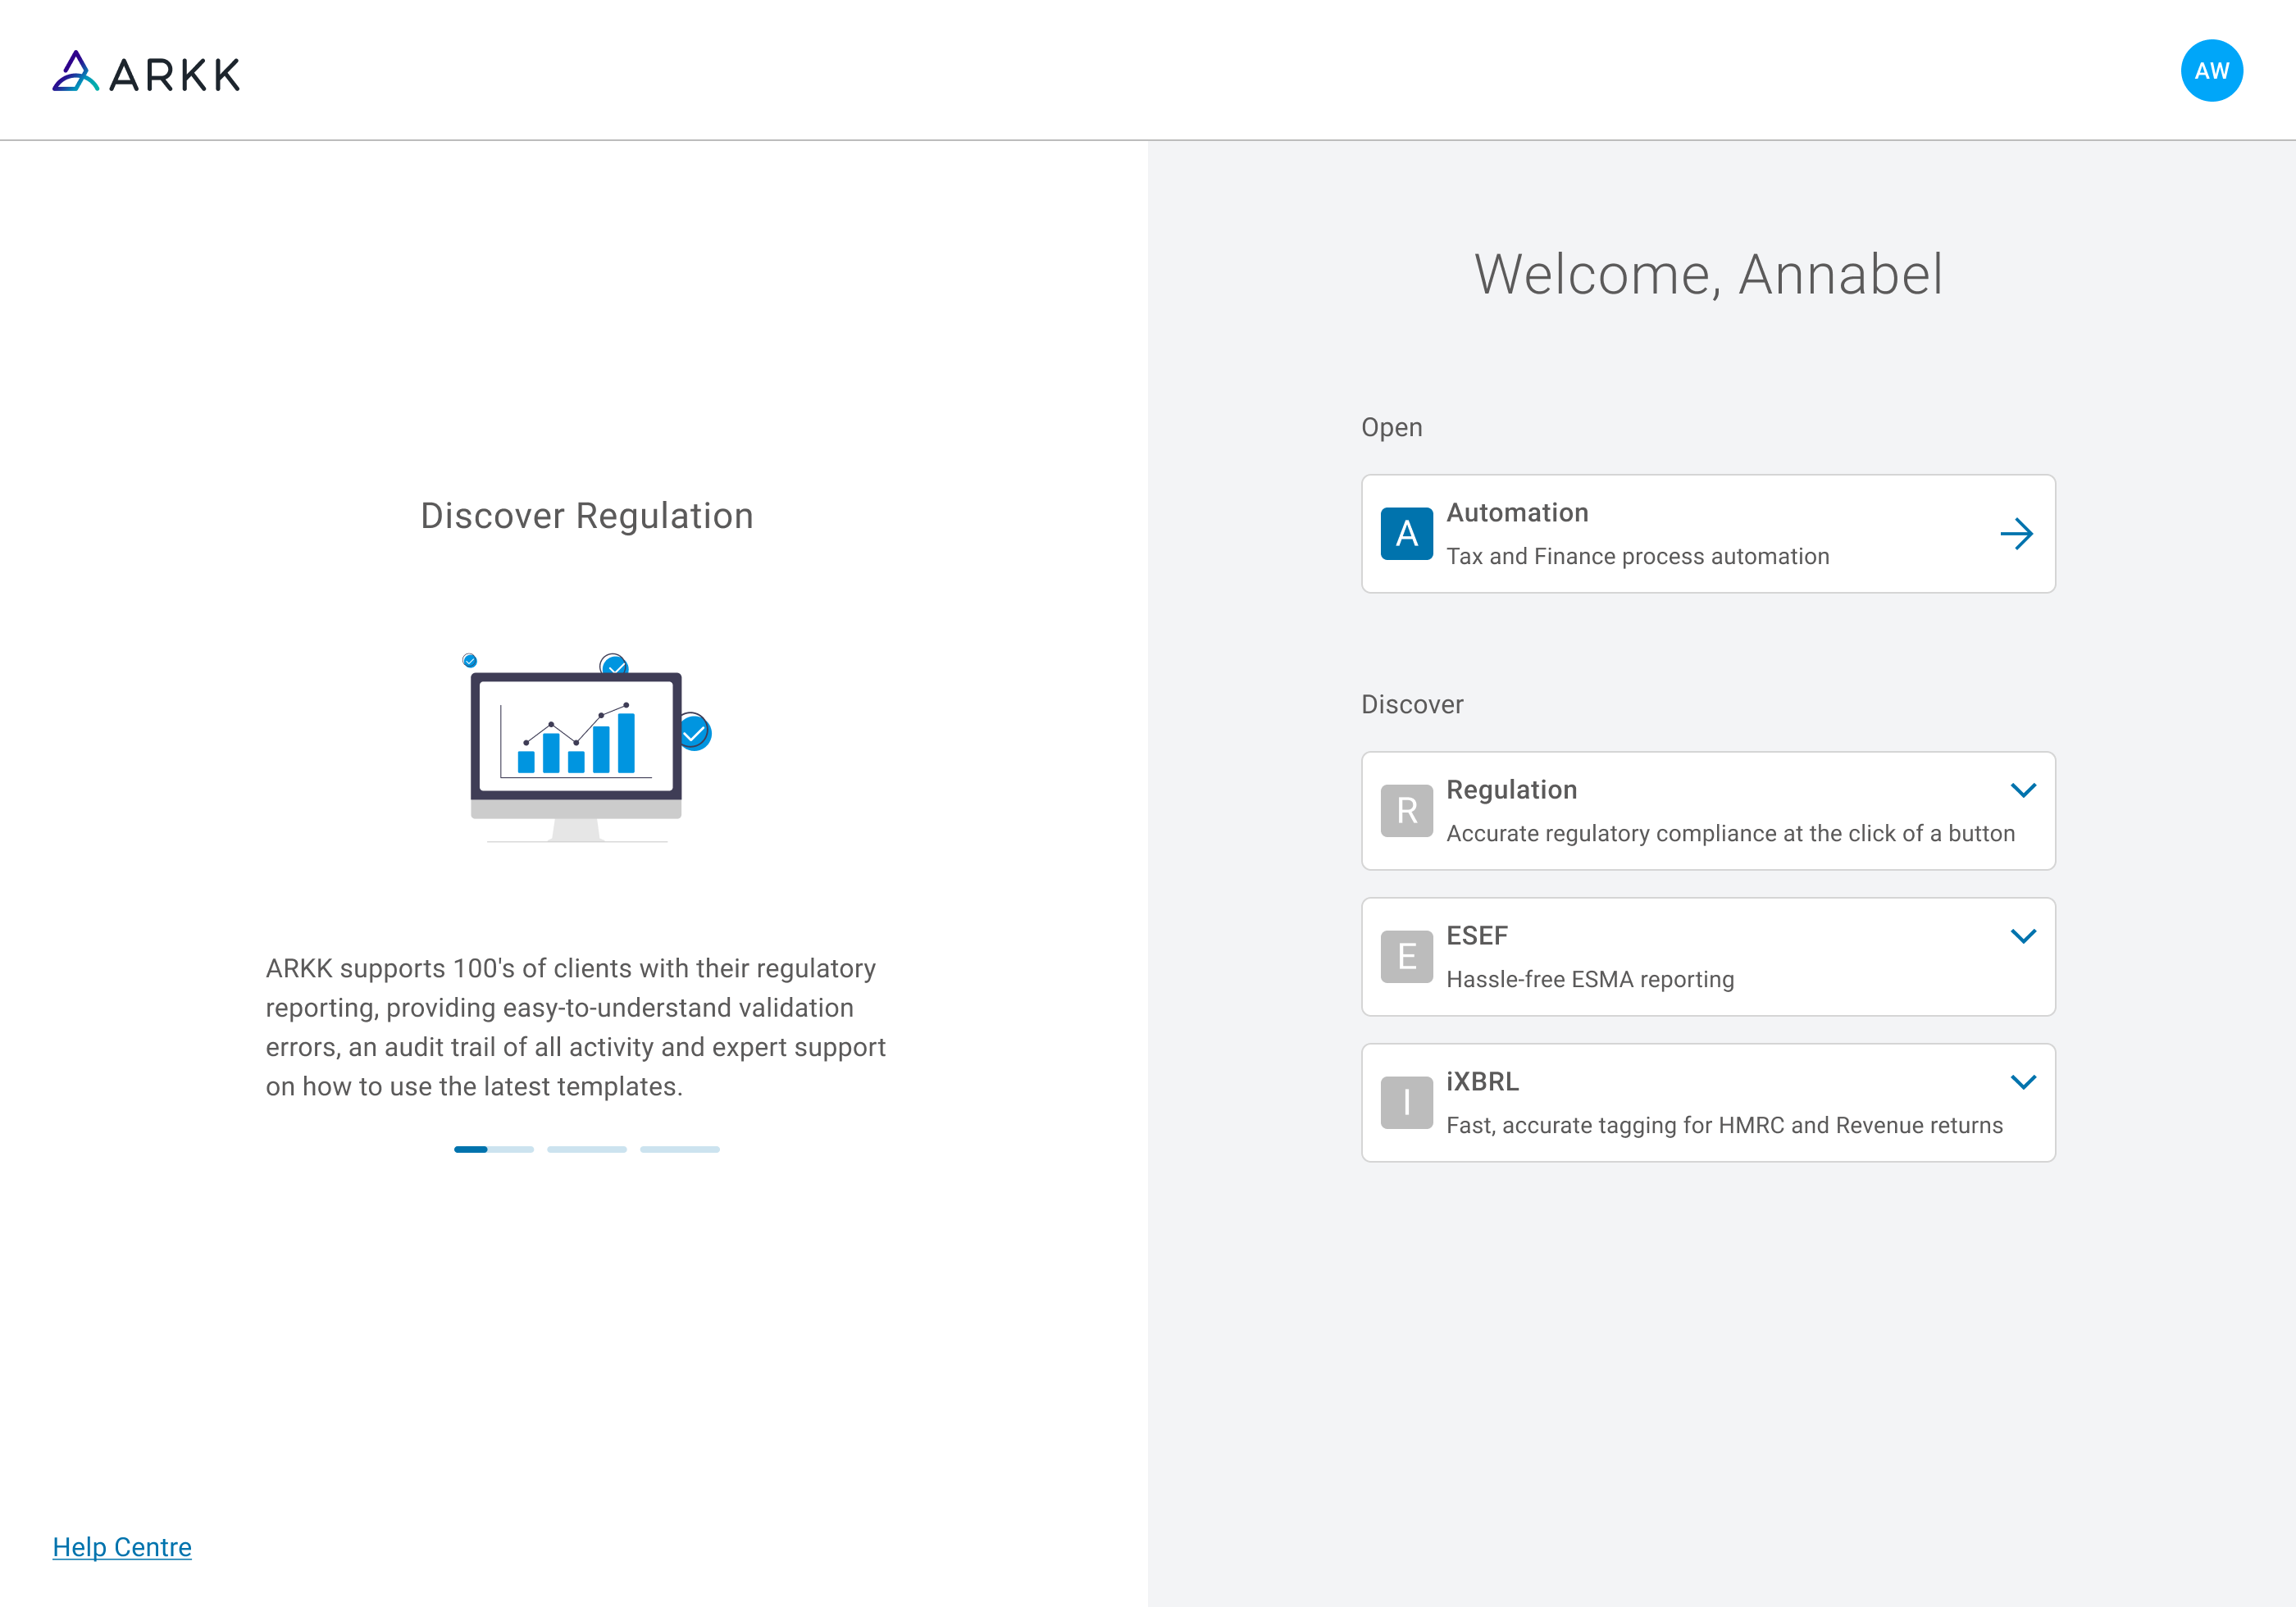 ARKK
AW
Discover Regulation
ARKK supports 100's of clients with their regulatory
reporting, providing easy-to-understand validation
errors, an audit trail of all activity and expert support
on how to use the latest templates.
Help Centre
Welcome, Annabel
Open
A
Automation
Tax and Finance process automation
Discover
R
Regulation
Accurate regulatory compliance at the click of a button
E
ESEF
Hassle-free ESMA reporting
I
iXBRL
Fast, accurate tagging for HMRC and Revenue returns